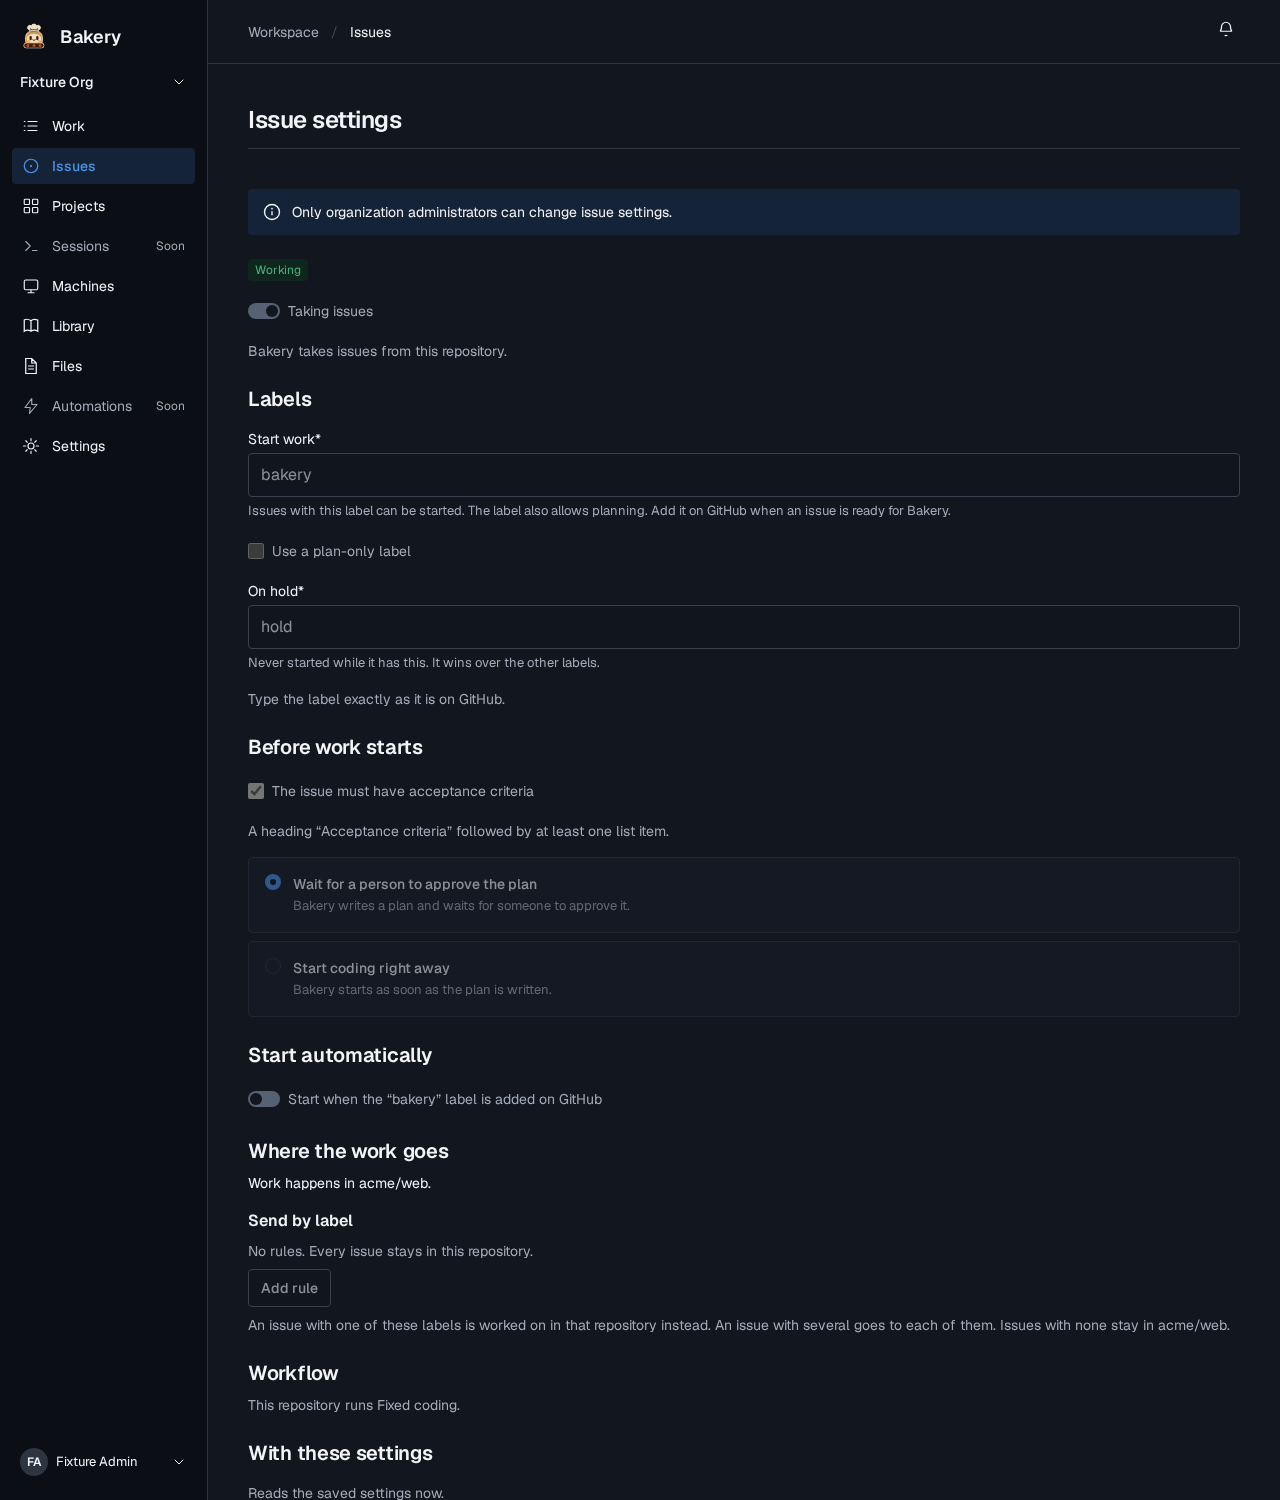 Bakery
Fixture Org
Work
Issues
Projects
Sessions Soon
Machines
Library
Files
Automations Soon
Settings
FA Fixture Admin
Workspace / Issues
Issue settings
Only organization administrators can change issue settings.
Working
Taking issues
Bakery takes issues from this repository.
Labels
Start work*
bakery
Issues with this label can be started. The label also allows planning. Add it on GitHub when an issue is ready for Bakery.
Use a plan-only label
On hold*
hold
Never started while it has this. It wins over the other labels.
Type the label exactly as it is on GitHub.
Before work starts
The issue must have acceptance criteria
A heading “Acceptance criteria” followed by at least one list item.
Wait for a person to approve the plan
Bakery writes a plan and waits for someone to approve it.
Start coding right away
Bakery starts as soon as the plan is written.
Start automatically
Start when the “bakery” label is added on GitHub
Where the work goes
Work happens in acme/web.
Send by label
No rules. Every issue stays in this repository.
Add rule
An issue with one of these labels is worked on in that repository instead. An issue with several goes to each of them. Issues with none stay in acme/web.
Workflow
This repository runs Fixed coding.
With these settings
Reads the saved settings now.